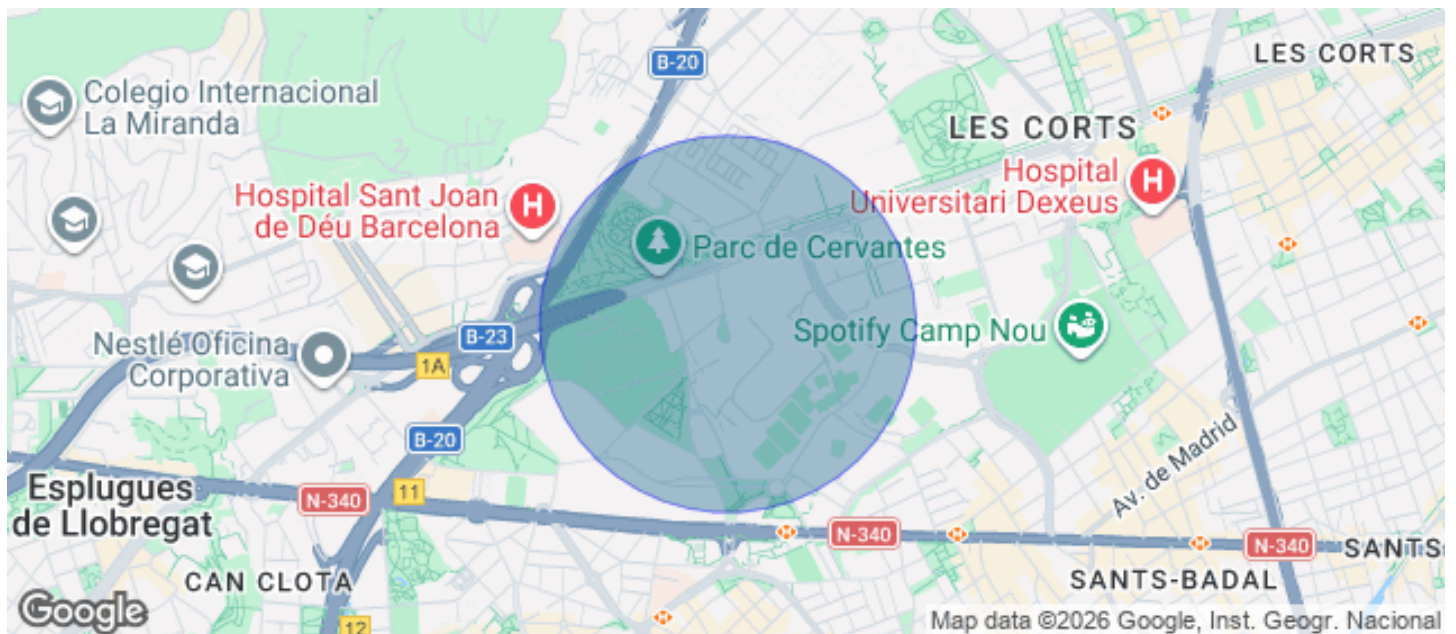 B-20
LES CORTS
Colegio Internacional
La Miranda
LES CORTS
Hospital
Universitari Dexeus
Hospital Sant Joan
de Déu Barcelona
Parc de Cervantes
Spotify Camp Nou
B-23
Nestlé Oficina
Corporativa
1A
B-20
Av. de Madrid
Esplugues
de Llobregat
11
N-340
N-340
N-340
SANTS
CAN CLOTA
SANTS-BADAL
12
Google
Map data ©2026 Google, Inst. Geogr. Nacional